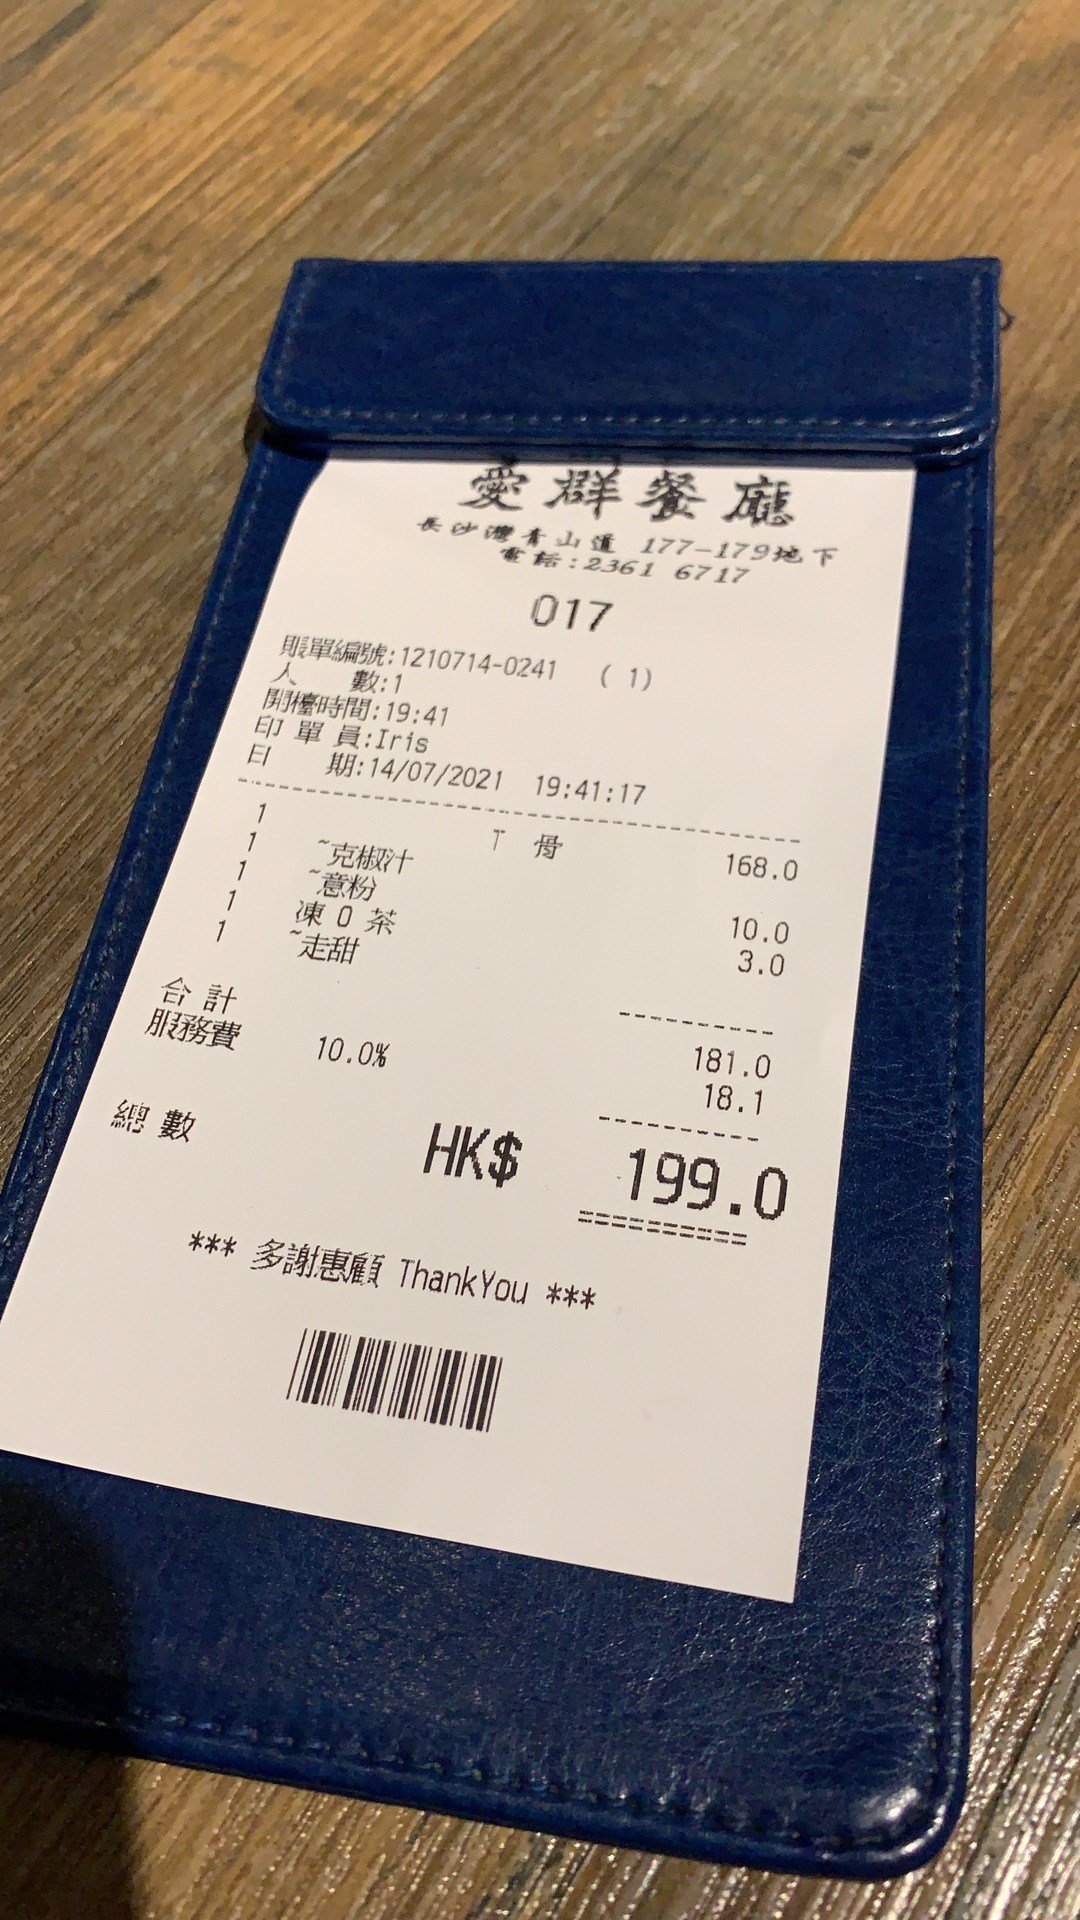 愛群餐廳
長沙灣青山道 177-179地下
電話:2361 6717
017
賬單編號:1210714-0241 ( 1)
人 數:1
開檯時間:19:41
印 單 員:Iris
日 期:14/07/2021 19:41:17
1 T 骨 168.0
1 ~克椒汁
1 ~意粉 10.0
1 凍 0 茶 3.0
1 ~走甜
合 計 181.0
服務費 10.0% 18.1
總 數 HK$ 199.0
*** 多謝惠顧 ThankYou ***